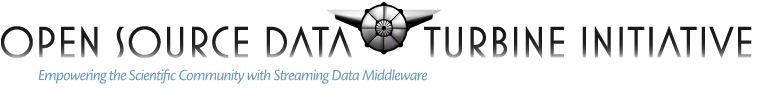 OPEN SOURCE DATA TURBINE INITIATIVE
Empowering the Scientific Community with Streaming Data Middleware